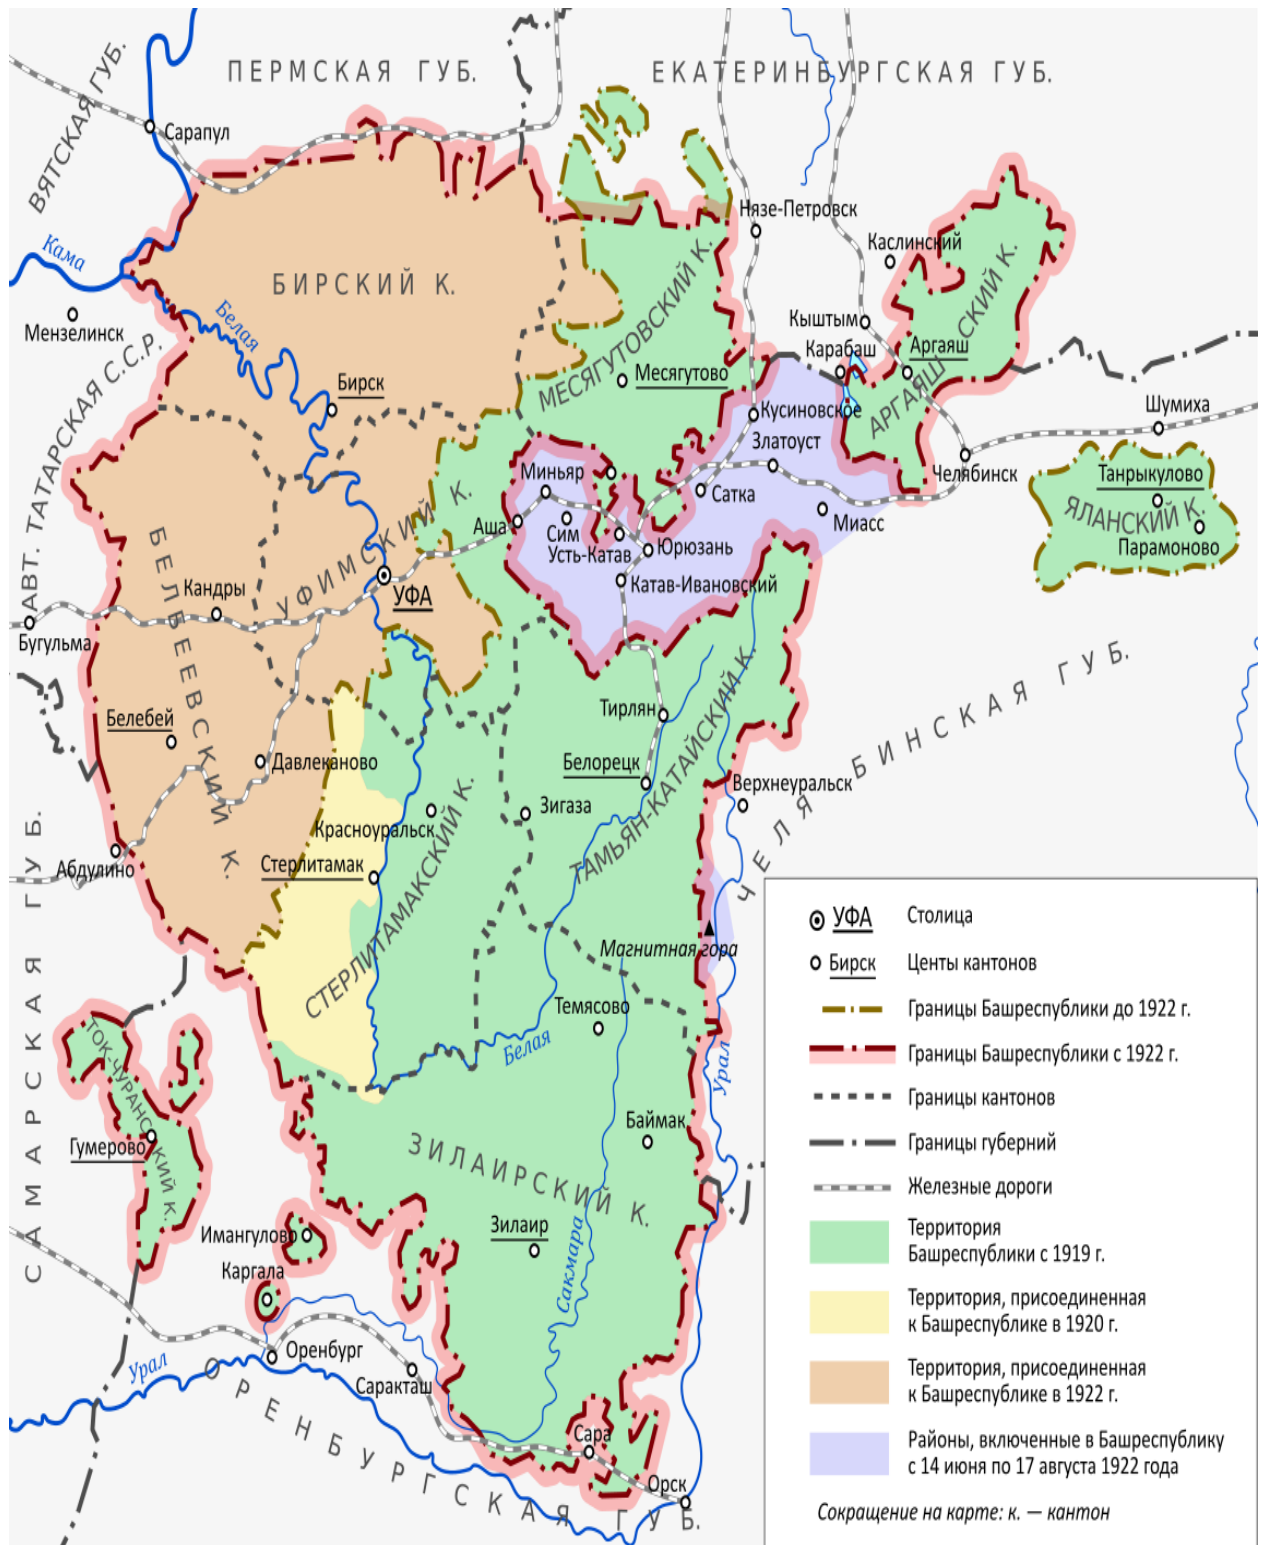 ПЕРМСКАЯ ГУБ.
ЕКАТЕРИНБУРГСКАЯ ГУБ.
ВЯТСКАЯ ГУБ.
Сарапул
Нязе-Петровск
Каслинский
Кама
БИРСКИЙ К.
МЕСЯГУТОВСКИЙ К.
АРГАЯШСКИЙ К.
Мензелинск
Белая
Кыштым
Карабаш
Аргаяш
Месягутово
Бирск
АВТ. ТАТАРСКАЯ С.С.Р.
Кусиновское
Златоуст
Шумиха
Челябинск
Миньяр
Сатка
Миасс
Танрыкулово
ЯЛАНСКИЙ К.
Парамоново
Аша
Сим
Усть-Катав
Юрюзань
Катав-Ивановский
УФИМСКИЙ К.
УФА
Кандры
Бугульма
БЕЛЬБЕЕВСКИЙ К.
Белебей
Давлеканово
Тирлян
Белорецк
ТАМЬЯН-КАТАЙСКИЙ К.
Верхнеуральск
ЧЕЛЯБИНСКАЯ ГУБ.
Зигаза
Красноуральск
Стерлитамак
СТЕРЛИТАМАКСКИЙ К.
Абдулино
САМАРСКАЯ ГУБ.
Магнитная гора
Темясово
Белая
Урал
ТОК-ЧУРАНСКИЙ К.
Гумерово
Баймак
ЗИЛАИРСКИЙ К.
Зилаир
Имангулово
Каргала
Сакмара
Оренбург
Саракташ
Урал
ОРЕНБУРГСКАЯ ГУБ.
Сара
Орск
УФА Столица
Бирск Центы кантонов
Границы Башреспублики до 1922 г.
Границы Башреспублики с 1922 г.
Границы кантонов
Границы губерний
Железные дороги
Территория
Башреспублики с 1919 г.
Территория, присоединенная
к Башреспублике в 1920 г.
Территория, присоединенная
к Башреспублике в 1922 г.
Районы, включенные в Башреспублику
с 14 июня по 17 августа 1922 года
Сокращение на карте: к. — кантон